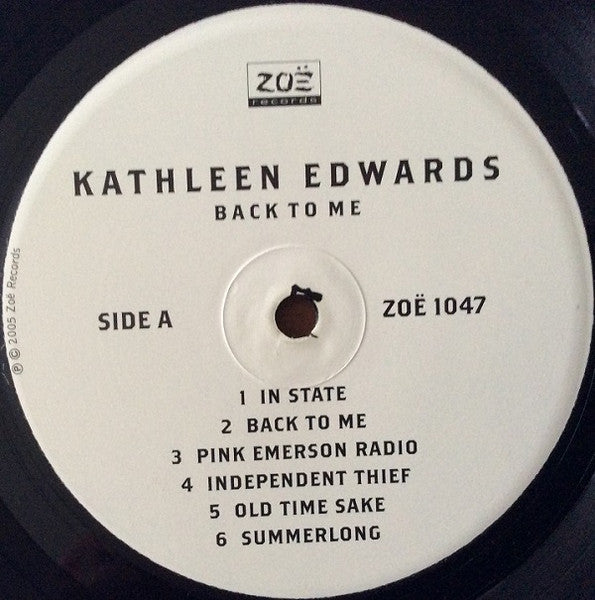 ZOË
records
KATHLEEN EDWARDS
BACK TO ME
SIDE A
ZOË 1047
℗ © 2005 Zoë Records
1 IN STATE
2 BACK TO ME
3 PINK EMERSON RADIO
4 INDEPENDENT THIEF
5 OLD TIME SAKE
6 SUMMERLONG